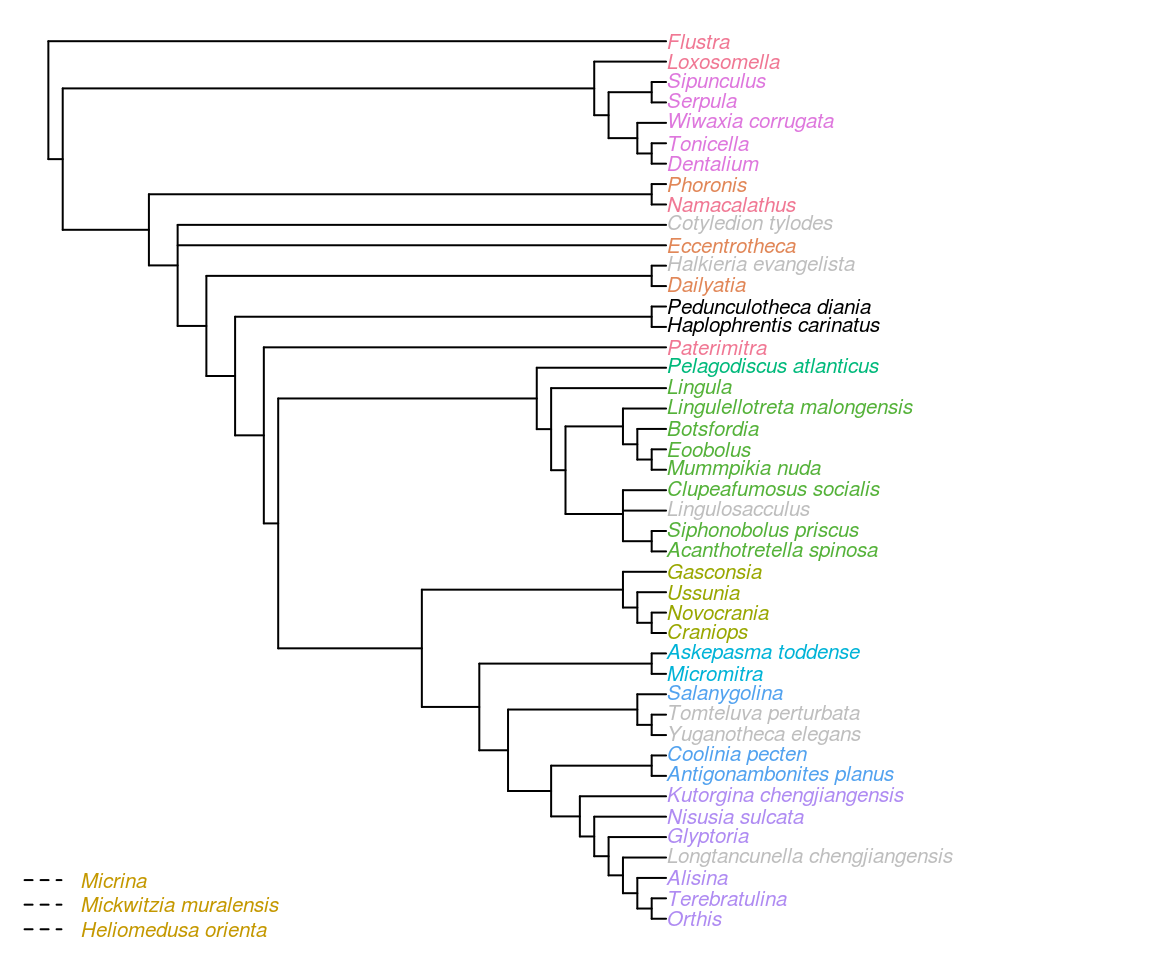 Flustra
Loxosomella
Sipunculus
Serpula
Wiwaxia corrugata
Tonicella
Dentalium
Phoronis
Namacalathus
Cotyledion tylodes
Eccentrotheca
Halkieria evangelista
Dailyatia
Pedunculotheca diania
Haplophrentis carinatus
Paterimitra
Pelagodiscus atlanticus
Lingula
Lingulellotreta malongensis
Botsfordia
Eoobolus
Mummpikia nuda
Clupeafumosus socialis
Lingulosacculus
Siphonobolus priscus
Acanthotretella spinosa
Gasconsia
Ussunia
Novocrania
Craniops
Askepasma toddense
Micromitra
Salanygolina
Tomteluva perturbata
Yuganotheca elegans
Coolinia pecten
Antigonambonites planus
Kutorgina chengjiangensis
Nisusia sulcata
Glyptoria
Longtancunella chengjiangensis
Alisina
Terebratulina
Orthis
Micrina
Mickwitzia muralensis
Heliomedusa orienta